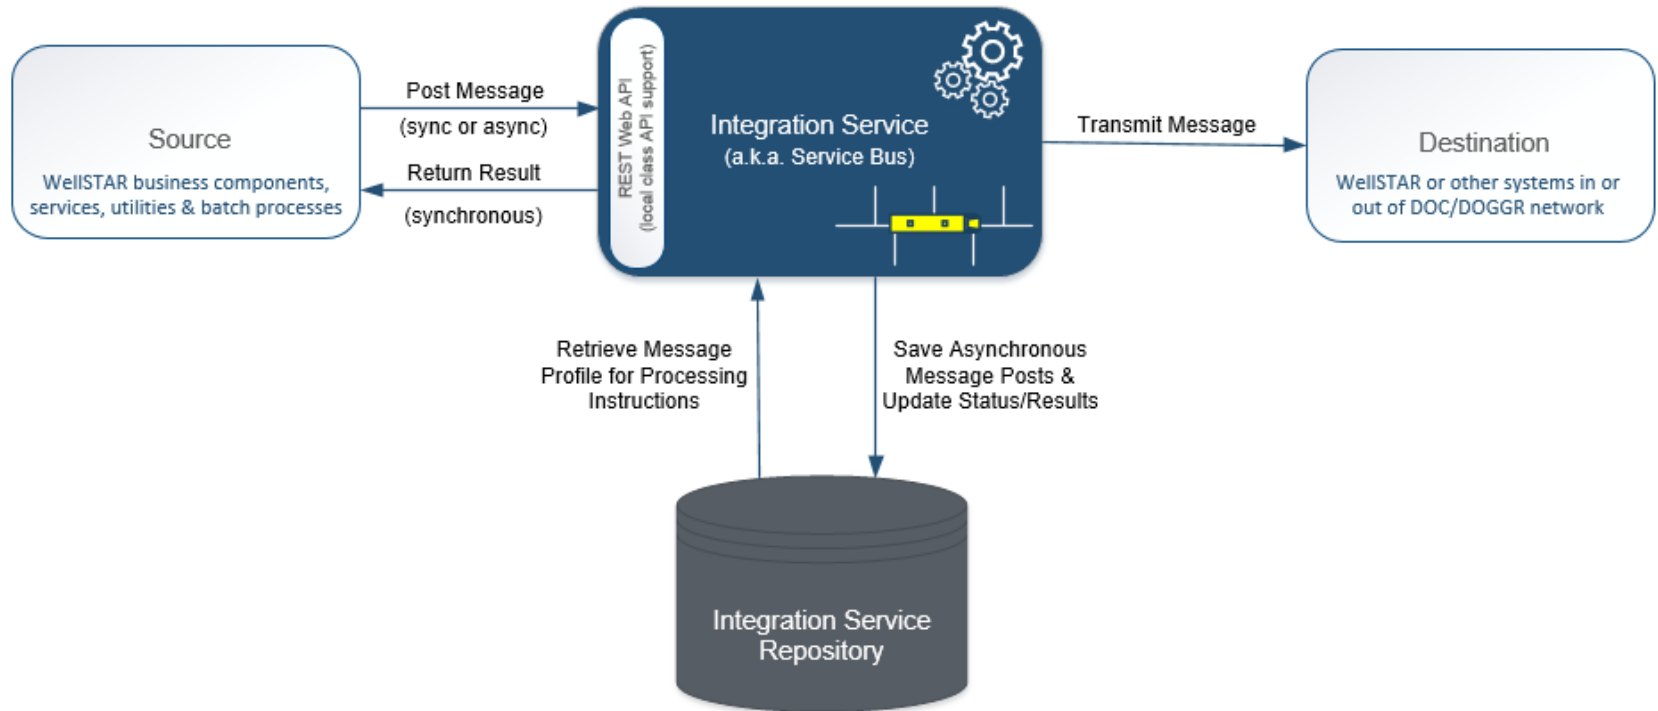 Source
WellSTAR business components,
services, utilities & batch processes
Post Message
(sync or async)
Return Result
(synchronous)
REST Web API
(local class API support)
Integration Service
(a.k.a. Service Bus)
Transmit Message
Destination
WellSTAR or other systems in or
out of DOC/DOGGR network
Retrieve Message
Profile for Processing
Instructions
Save Asynchronous
Message Posts &
Update Status/Results
Integration Service
Repository